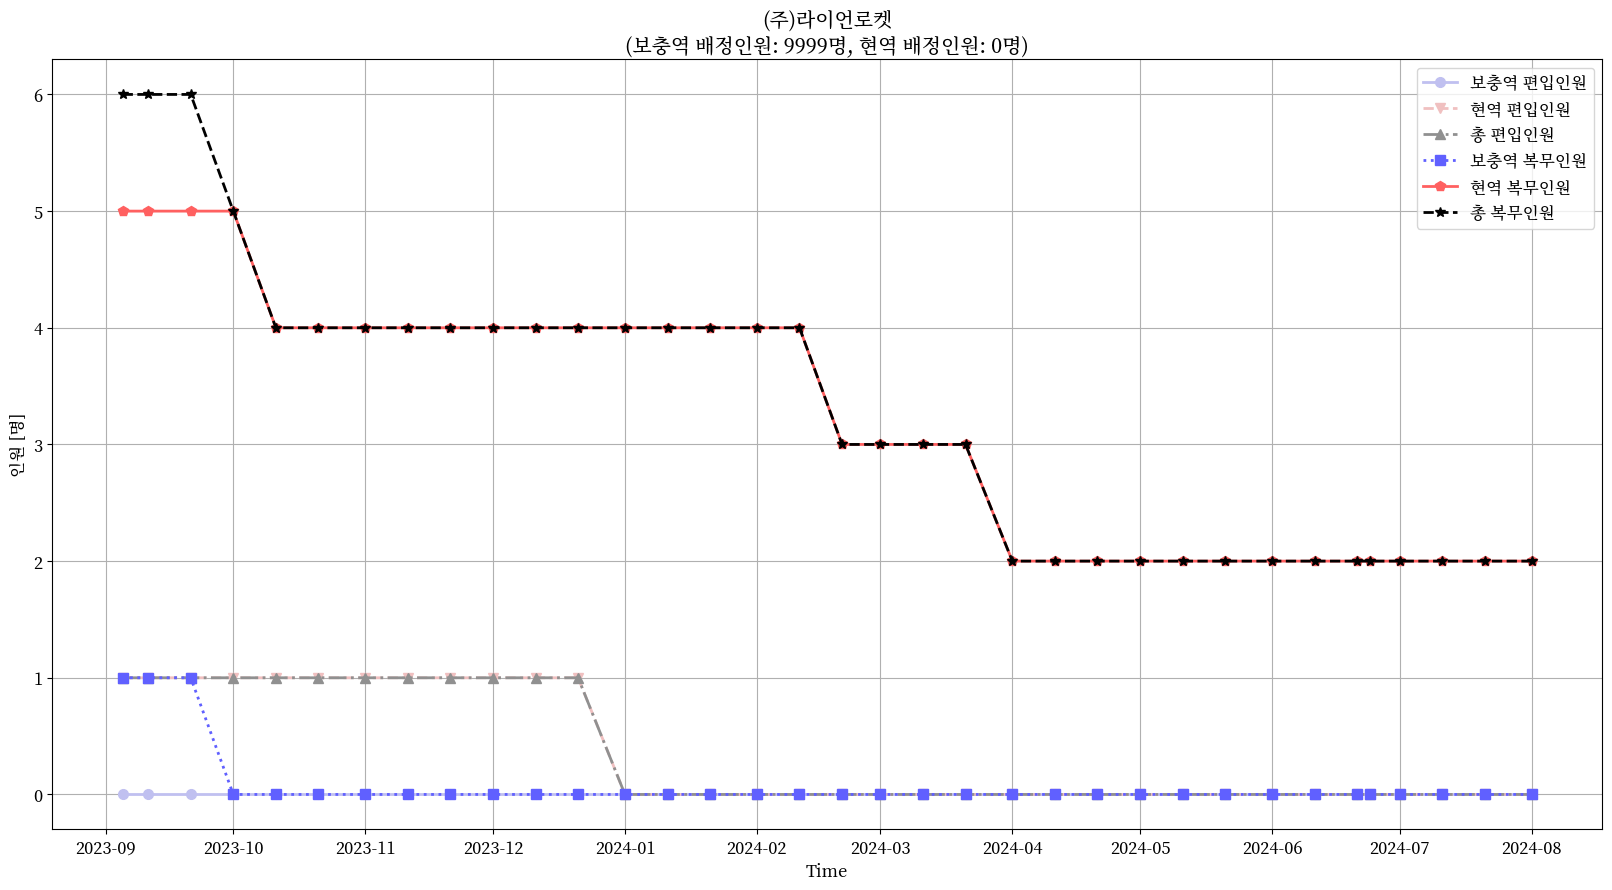 (주)라이언로켓
(보충역 배정인원: 9999명, 현역 배정인원: 0명)
보충역 편입인원
현역 편입인원
총 편입인원
보충역 복무인원
현역 복무인원
총 복무인원
인원 [명]
6
5
4
3
2
1
0
2023-09 2023-10 2023-11 2023-12 2024-01 2024-02 2024-03 2024-04 2024-05 2024-06 2024-07 2024-08
Time